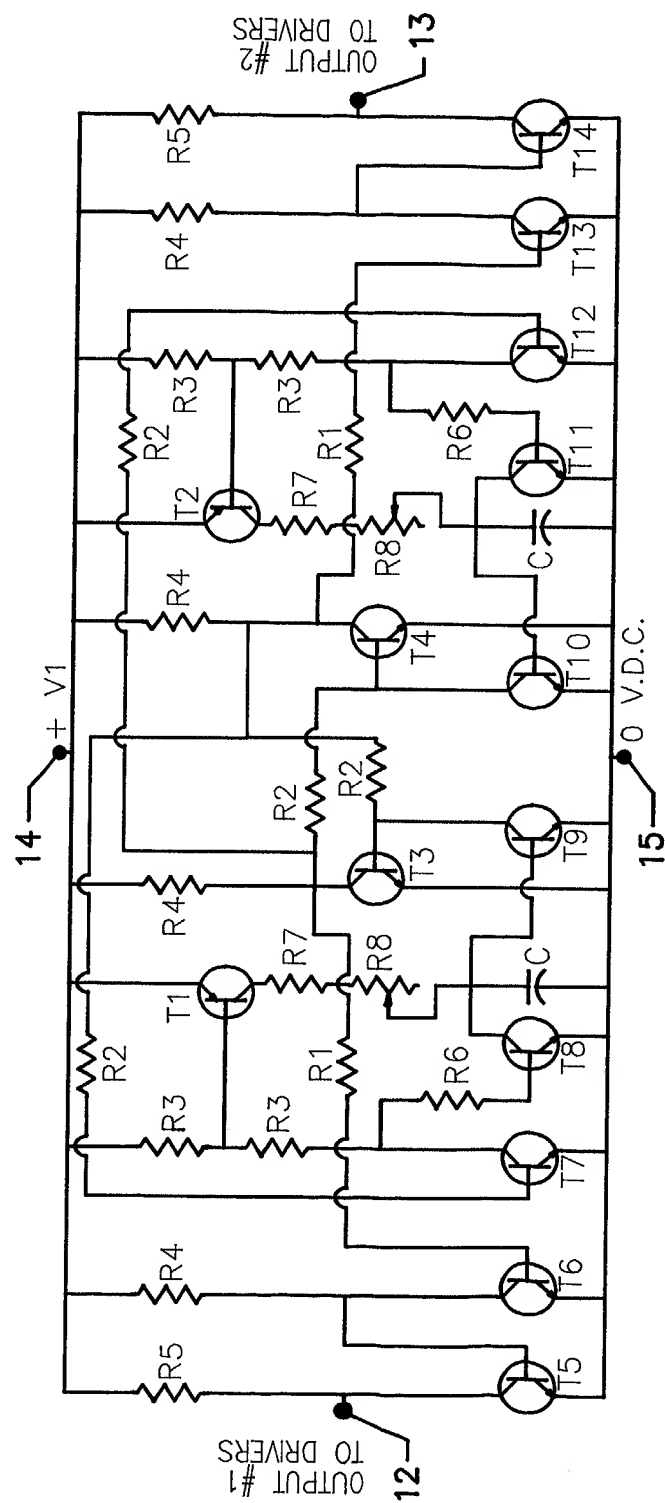 14
+ V1
OUTPUT #1
TO DRIVERS
12
OUTPUT #2
TO DRIVERS
13
R5
R4
R3
R3
R2
T1
R7
R8
R1
R4
T3
R2
R2
R4
T4
T2
R7
R8
R1
R2
R3
R3
R4
R5
R6
C
R6
C
T5
T6
T7
T8
T9
T10
T11
T12
T13
T14
15
0 V.D.C.